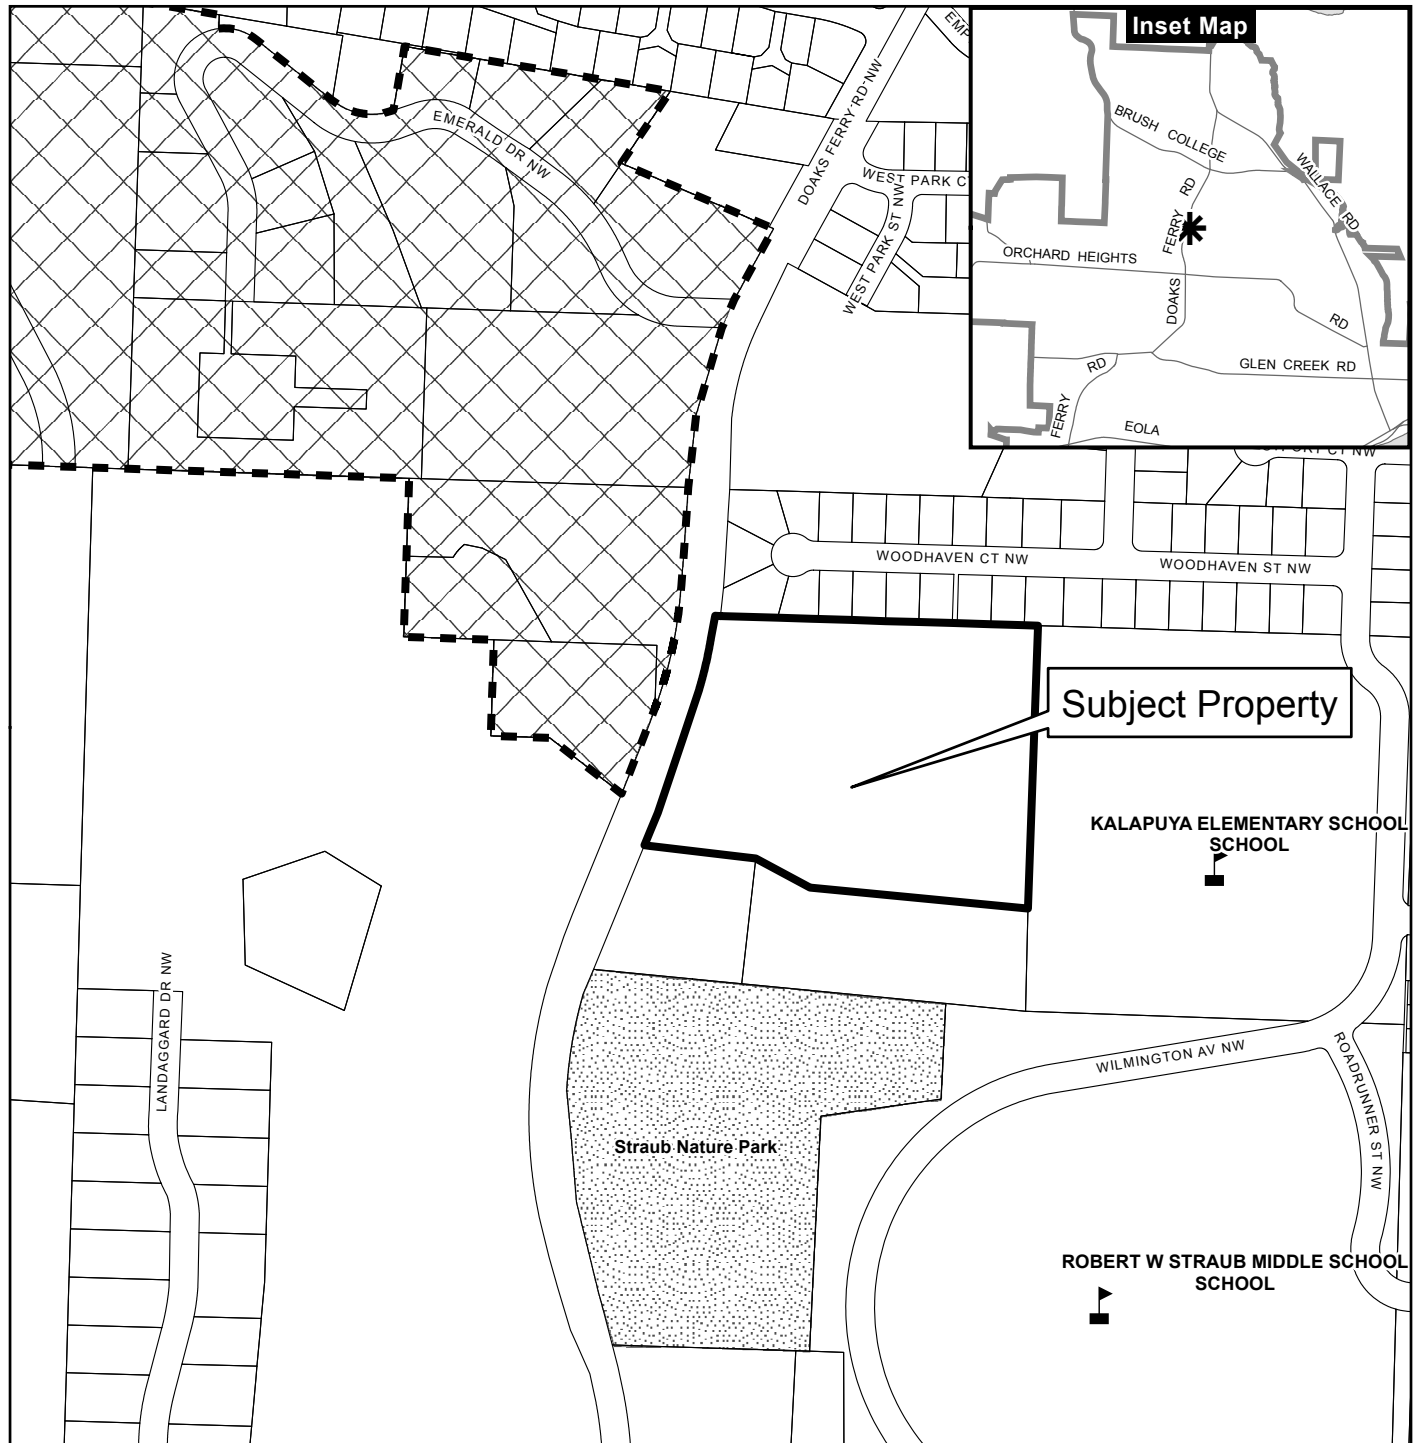 Inset Map
BRUSH COLLEGE
WALLACE RD
RD
FERRY
ORCHARD HEIGHTS
DOAKS
RD
GLEN CREEK RD
RD
FERRY
EOLA
EMERALD DR NW
DOAKS FERRY RD NW
WEST PARK ST NW
WOODHAVEN CT NW
WOODHAVEN ST NW
Subject Property
KALAPUYA ELEMENTARY SCHOOL
SCHOOL
LANDAGGARD DR NW
WILMINGTON AV NW
ROADRUNNER ST NW
Straub Nature Park
ROBERT W STRAUB MIDDLE SCHOOL
SCHOOL
WEST PARK C